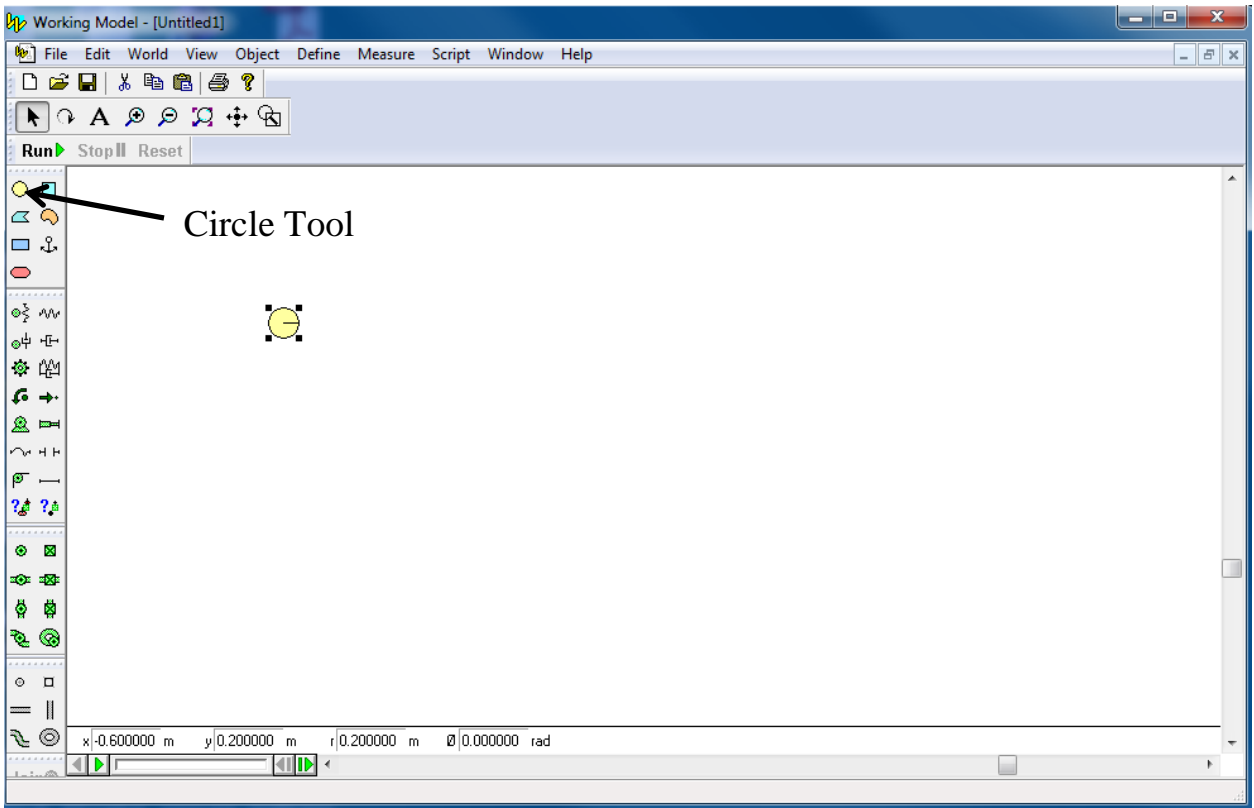 Working Model - [Untitled1]
File Edit World View Object Define Measure Script Window Help
A
Run Stop Reset
Circle Tool
x -0.600000 m y 0.200000 m r 0.200000 m Ø 0.000000 rad